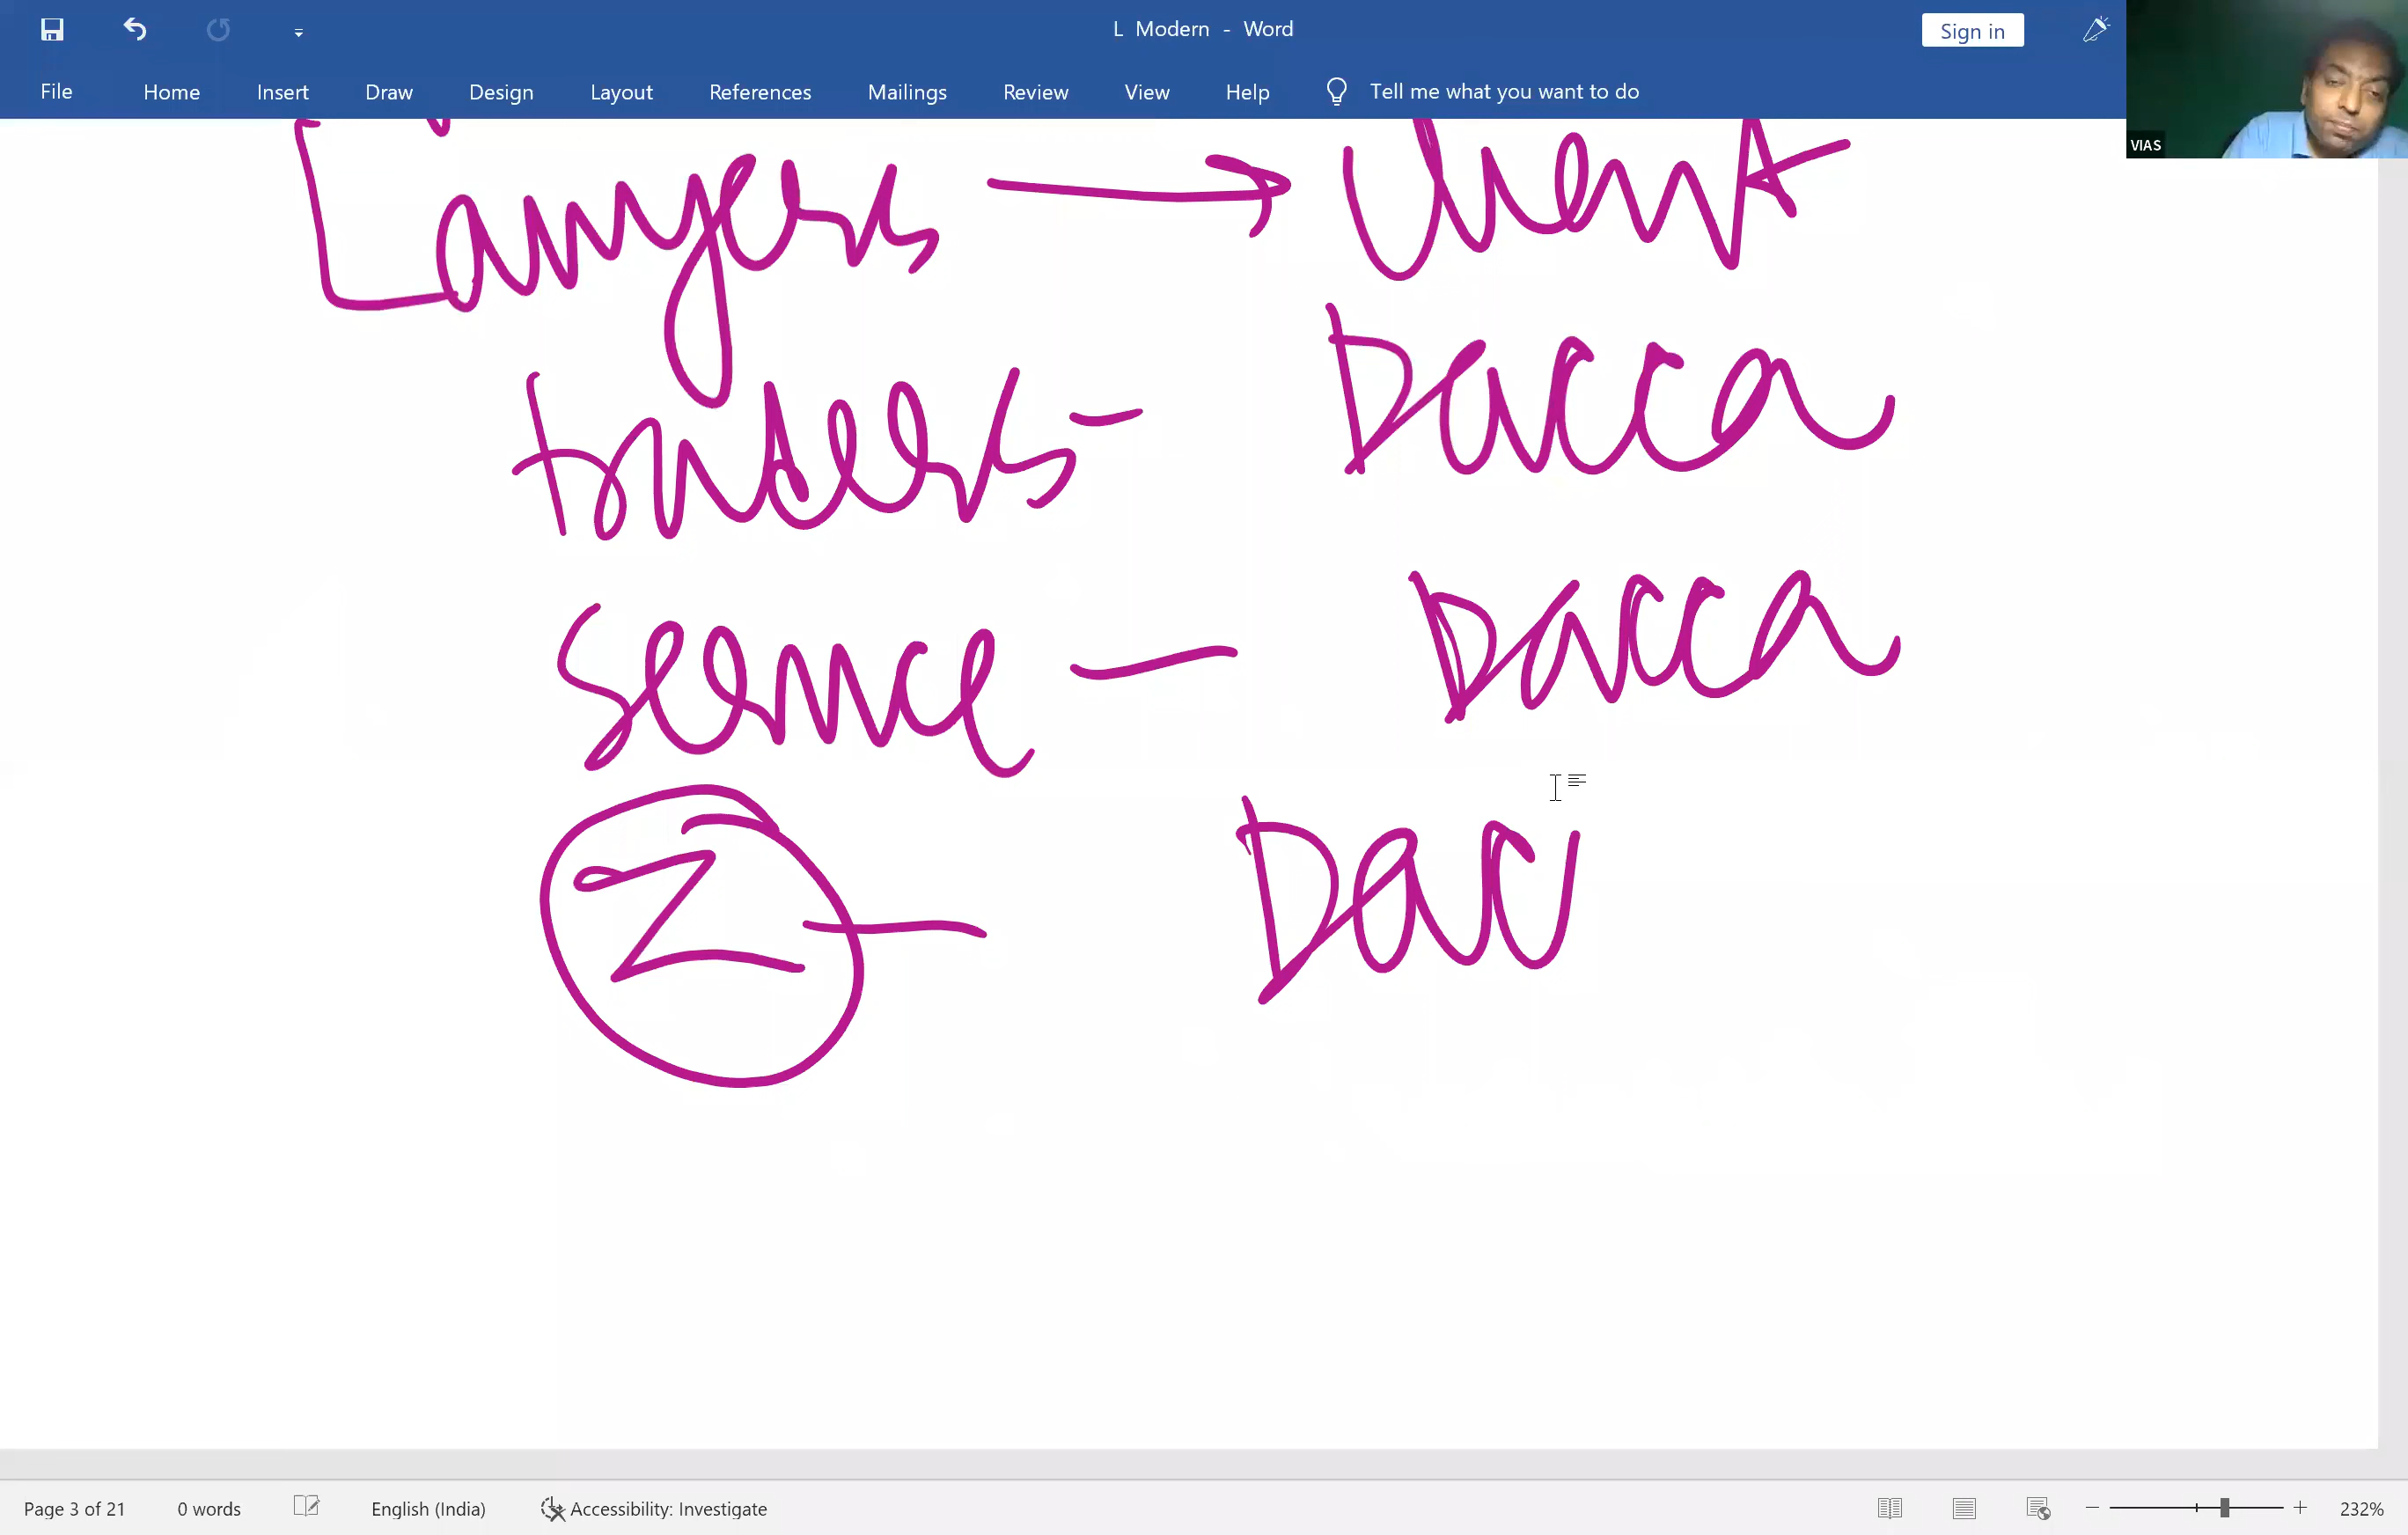 L Modern - Word
Sign in
File Home Insert Draw Design Layout References Mailings Review View Help Tell me what you want to do
VIAS
Lawyers → Client
traders - Dacca
service — Dacca
Z — Dacc
Page 3 of 21 0 words English (India) Accessibility: Investigate 232%